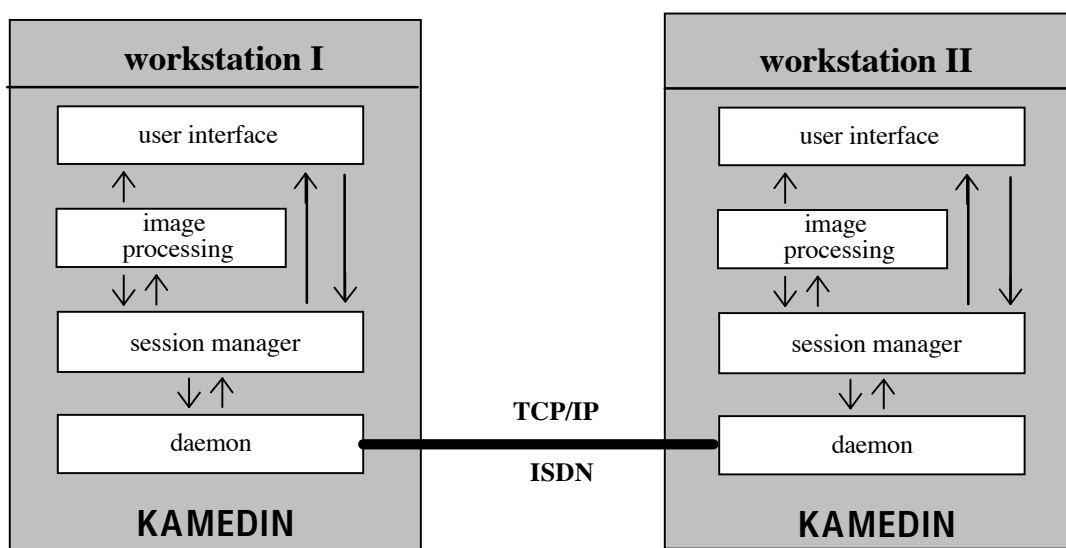 workstation I
user interface
image
processing
session manager
daemon
KAMEDIN
TCP/IP
ISDN
workstation II
user interface
image
processing
session manager
daemon
KAMEDIN